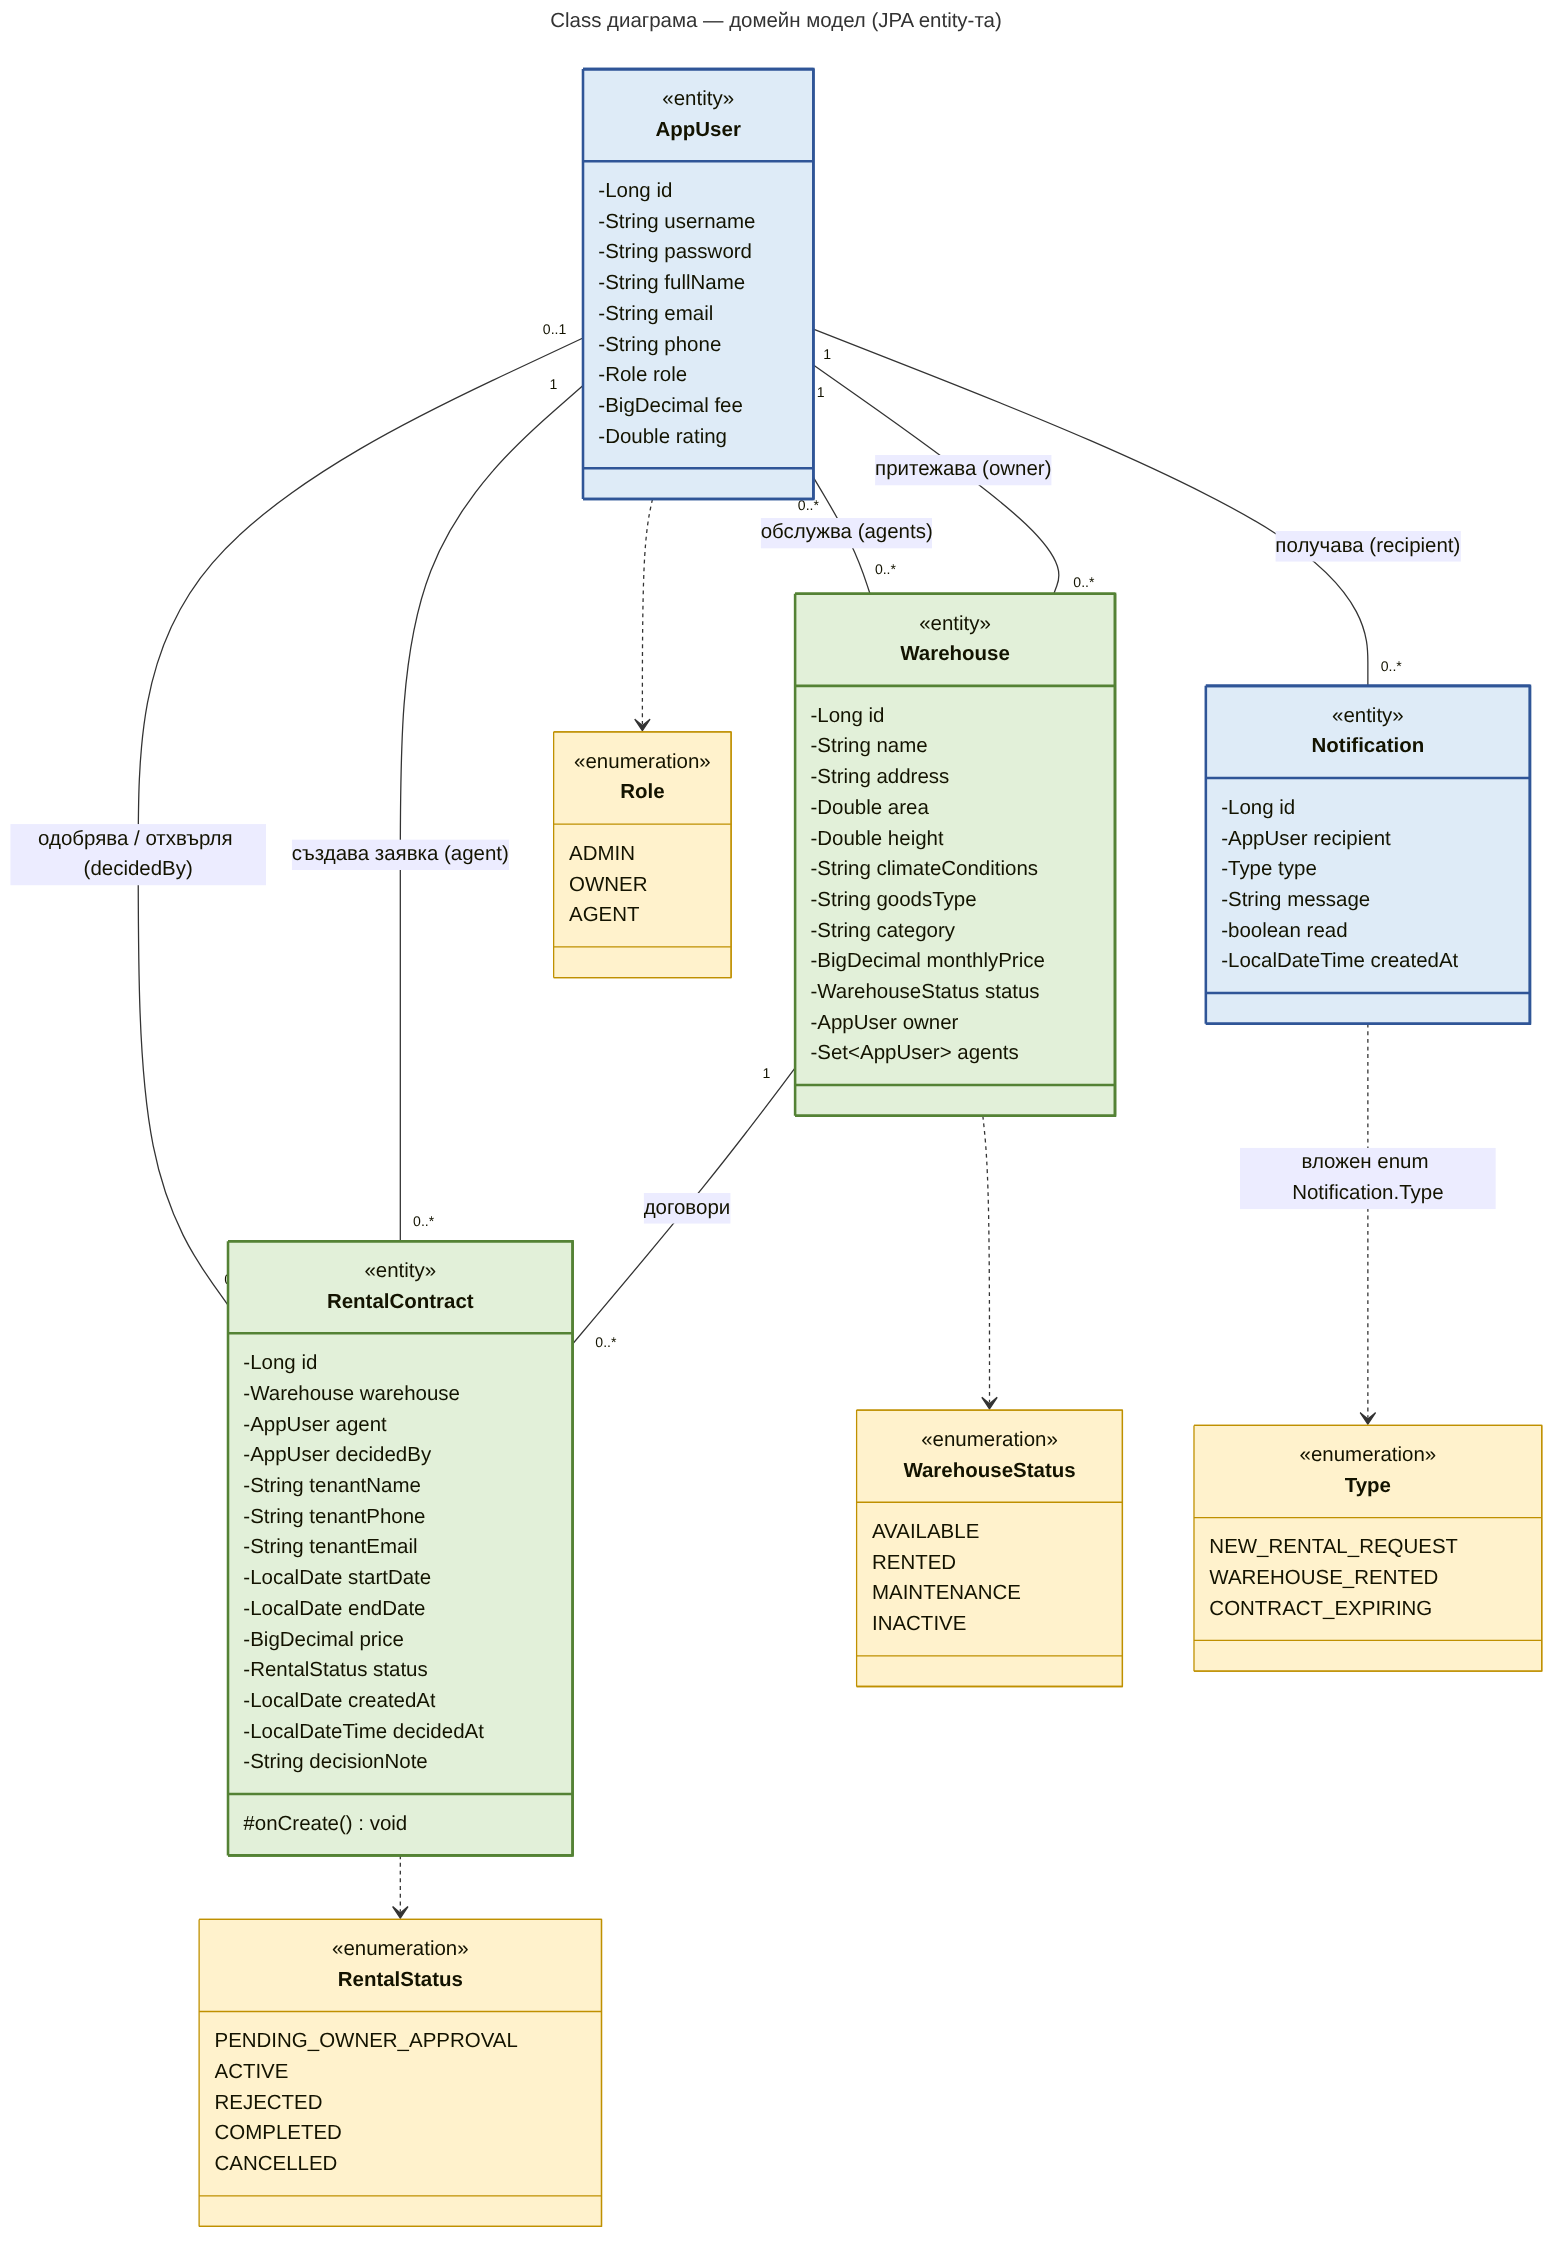 Class диаграма — домейн модел (JPA entity-та)
«entity»
AppUser
-Long id
-String username
-String password
-String fullName
-String email
-String phone
-Role role
-BigDecimal fee
-Double rating
0..1
1
1
1
0..*
притежава (owner)
обслужва (agents)
получава (recipient)
0..*
0..*
0..*
«entity»
Warehouse
-Long id
-String name
-String address
-Double area
-Double height
-String climateConditions
-String goodsType
-String category
-BigDecimal monthlyPrice
-WarehouseStatus status
-AppUser owner
-Set<AppUser> agents
«entity»
Notification
-Long id
-AppUser recipient
-Type type
-String message
-boolean read
-LocalDateTime createdAt
«enumeration»
Role
ADMIN
OWNER
AGENT
одобрява / отхвърля
(decidedBy)
създава заявка (agent)
1
договори
0..*
0..*
вложен enum
Notification.Type
«entity»
RentalContract
-Long id
-Warehouse warehouse
-AppUser agent
-AppUser decidedBy
-String tenantName
-String tenantPhone
-String tenantEmail
-LocalDate startDate
-LocalDate endDate
-BigDecimal price
-RentalStatus status
-LocalDate createdAt
-LocalDateTime decidedAt
-String decisionNote
#onCreate() : void
«enumeration»
WarehouseStatus
AVAILABLE
RENTED
MAINTENANCE
INACTIVE
«enumeration»
Type
NEW_RENTAL_REQUEST
WAREHOUSE_RENTED
CONTRACT_EXPIRING
«enumeration»
RentalStatus
PENDING_OWNER_APPROVAL
ACTIVE
REJECTED
COMPLETED
CANCELLED